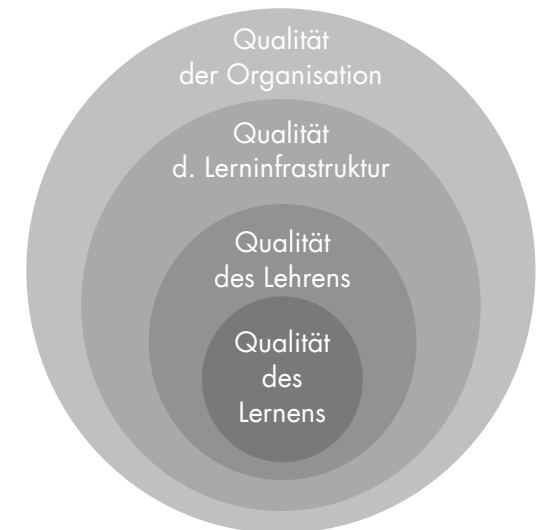 Qualität
der Organisation
Qualität
d. Lerninfrastruktur
Qualität
des Lehrens
Qualität
des
Lernens